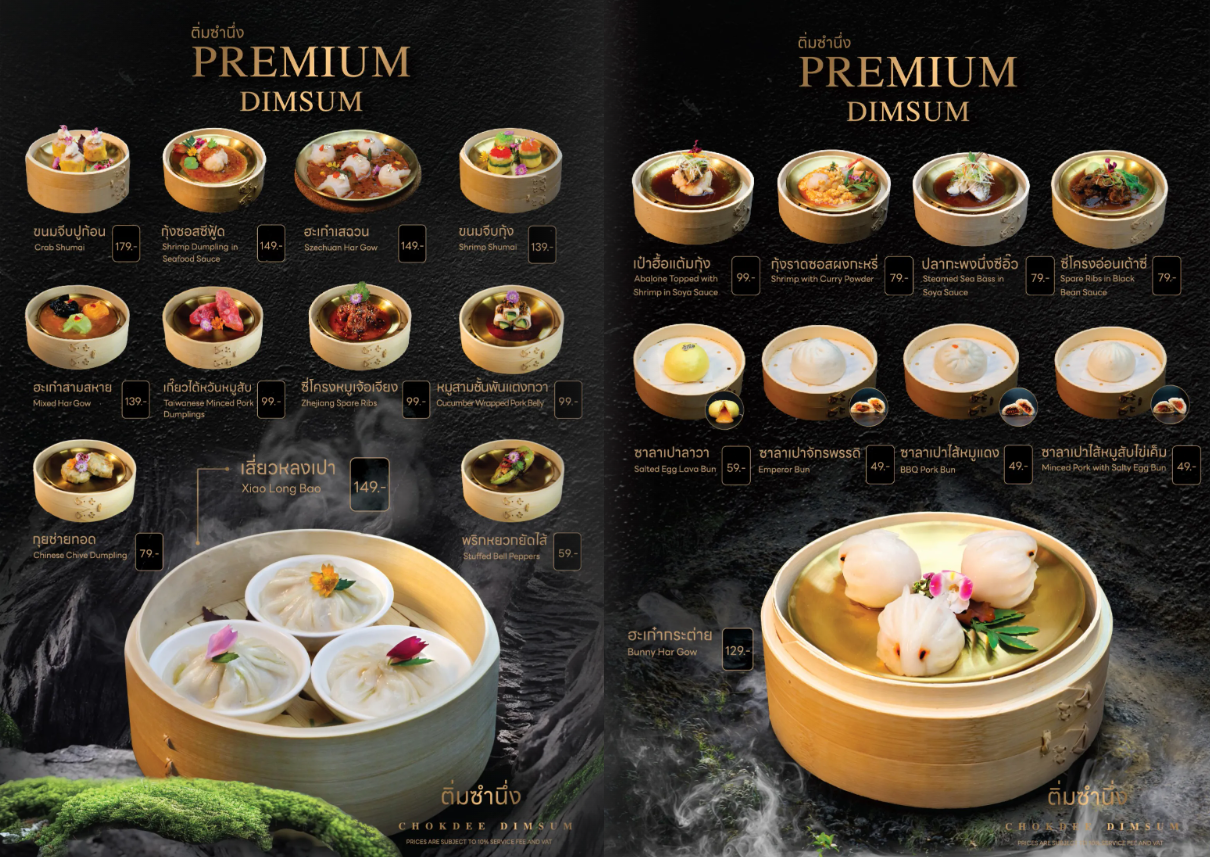 ติ่มซำนึ่ง
PREMIUM
DIMSUM
ขนมจีบปูก้อน
Crab Shumai
179.-
กุ้งซอสซีฟู้ด
Shrimp Dumpling in
Seafood Sauce
149.-
ฮะเก๋าเสฉวน
Szechuan Har Gow
149.-
ขนมจีบกุ้ง
Shrimp Shumai
139.-
ฮะเก๋าสามสหาย
Mixed Har Gow
139.-
เกี๊ยวไต้หวันหมูสับ
Taiwanese Minced Pork
Dumplings
99.-
ซี่โครงหมูเจ้อเจียง
Zhejiang Spare Ribs
99.-
หมูสามชั้นพันแตงกวา
Cucumber Wrapped Pork Belly
99.-
กุยช่ายทอด
Chinese Chive Dumpling
79.-
เสี่ยวหลงเปา
Xiao Long Bao
149.-
พริกหยวกยัดไส้
Stuffed Bell Peppers
59.-
ติ่มซำนึ่ง
CHOKDEE DIMSUM
PRICES ARE SUBJECT TO 10% SERVICE FEE AND VAT
ติ่มซำนึ่ง
PREMIUM
DIMSUM
เป๋าฮื้อแต้มกุ้ง
Abalone Topped with
Shrimp in Soya Sauce
99.-
กุ้งราดซอสผงกะหรี่
Shrimp with Curry Powder
79.-
ปลากะพงนึ่งซีอิ๊ว
Steamed Sea Bass in
Soya Sauce
79.-
ซี่โครงอ่อนเต้าซี่
Spare Ribs in Black
Bean Sauce
79.-
ซาลาเปาลาวา
Salted Egg Lava Bun
59.-
ซาลาเปาจักรพรรดิ
Emperor Bun
49.-
ซาลาเปาไส้หมูแดง
BBQ Pork Bun
49.-
ซาลาเปาไส้หมูสับไข่เค็ม
Minced Pork with Salty Egg Bun
49.-
ฮะเก๋ากระต่าย
Bunny Har Gow
129.-
ติ่มซำนึ่ง
CHOKDEE DIMSUM
PRICES ARE SUBJECT TO 10% SERVICE FEE AND VAT